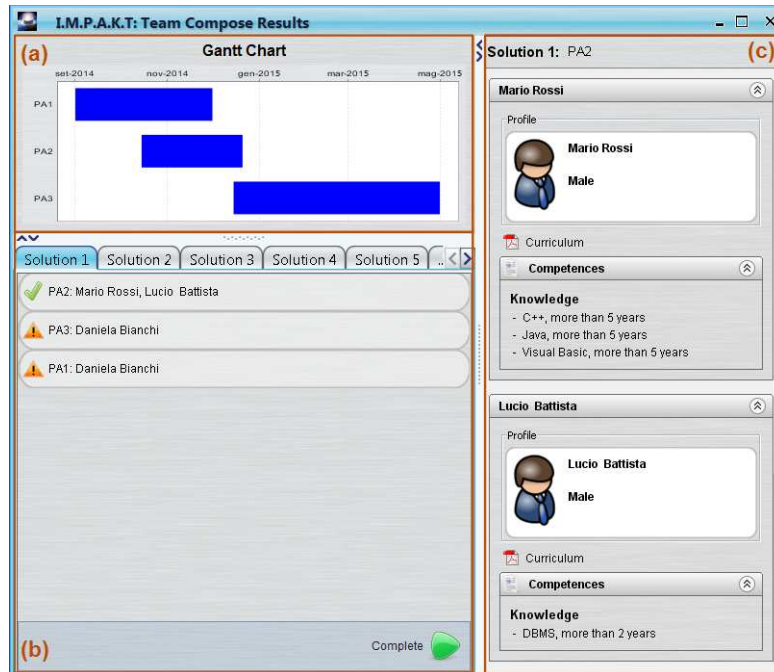 I.M.P.A.K.T: Team Compose Results
(a)
Gantt Chart
set-2014 nov-2014 gen-2015 mar-2015 mag-2015
PA1
PA2
PA3
Solution 1 Solution 2 Solution 3 Solution 4 Solution 5 ..
PA2: Mario Rossi, Lucio Battista
PA3: Daniela Bianchi
PA1: Daniela Bianchi
(b)
Complete
Solution 1: PA2
(c)
Mario Rossi
Profile
Mario Rossi
Male
Curriculum
Competences
Knowledge
- C++, more than 5 years
- Java, more than 5 years
- Visual Basic, more than 5 years
Lucio Battista
Profile
Lucio Battista
Male
Curriculum
Competences
Knowledge
- DBMS, more than 2 years